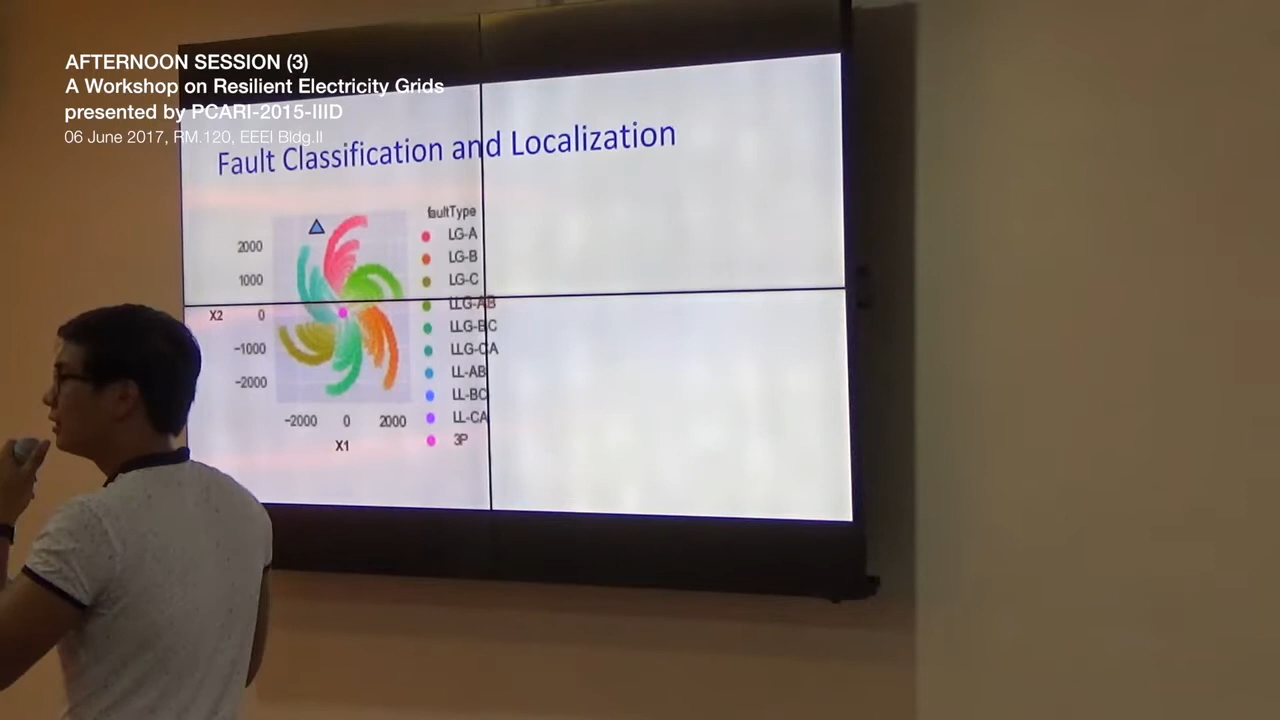 AFTERNOON SESSION (3)
A Workshop on Resilient Electricity Grids
presented by PCARI-2015-IIID
06 June 2017, RM.120, EEEI Bldg.II
Fault Classification and Localization
faultType
LG-A
LG-B
LG-C
LLG-AB
LLG-BC
LLG-CA
LL-AB
LL-BC
LL-CA
3P
2000
1000
X2 0
−1000
−2000
−2000 0 2000
X1